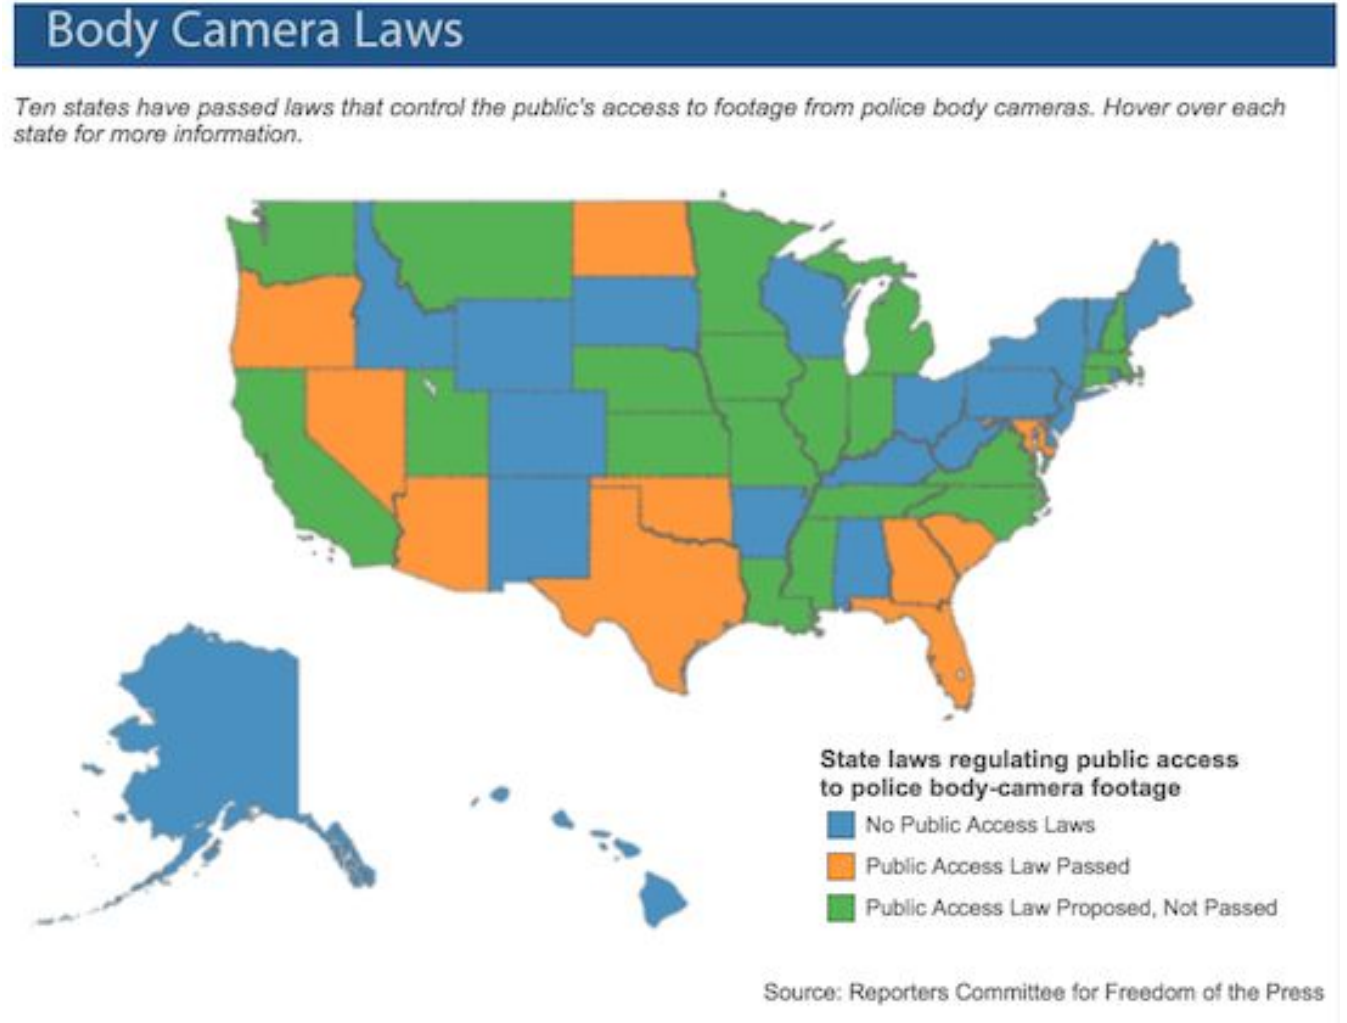 Body Camera Laws
Ten states have passed laws that control the public's access to footage from police body cameras. Hover over each
state for more information.
State laws regulating public access
to police body-camera footage
No Public Access Laws
Public Access Law Passed
Public Access Law Proposed, Not Passed
Source: Reporters Committee for Freedom of the Press